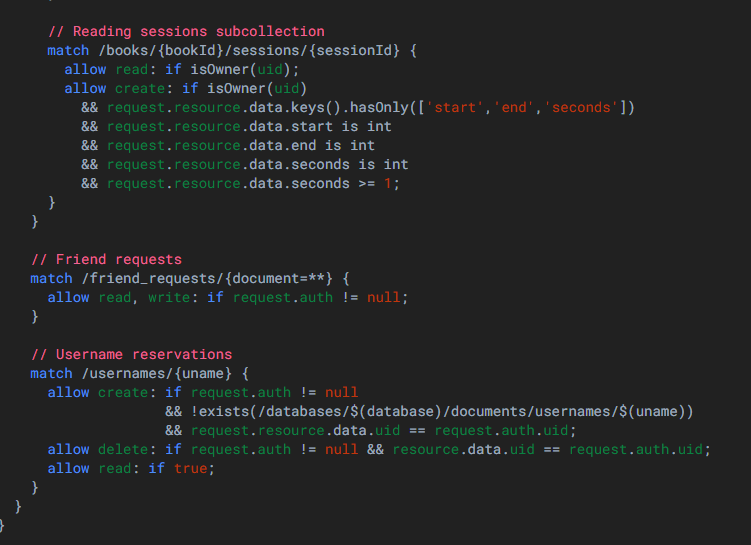 // Reading sessions subcollection
match /books/{bookId}/sessions/{sessionId} {
allow read: if isOwner(uid);
allow create: if isOwner(uid)
&& request.resource.data.keys().hasOnly(['start','end','seconds'])
&& request.resource.data.start is int
&& request.resource.data.end is int
&& request.resource.data.seconds is int
&& request.resource.data.seconds >= 1;
}
}
// Friend requests
match /friend_requests/{document=**} {
allow read, write: if request.auth != null;
}
// Username reservations
match /usernames/{uname} {
allow create: if request.auth != null
&& !exists(/databases/$(database)/documents/usernames/$(uname))
&& request.resource.data.uid == request.auth.uid;
allow delete: if request.auth != null && resource.data.uid == request.auth.uid;
allow read: if true;
}
}
}